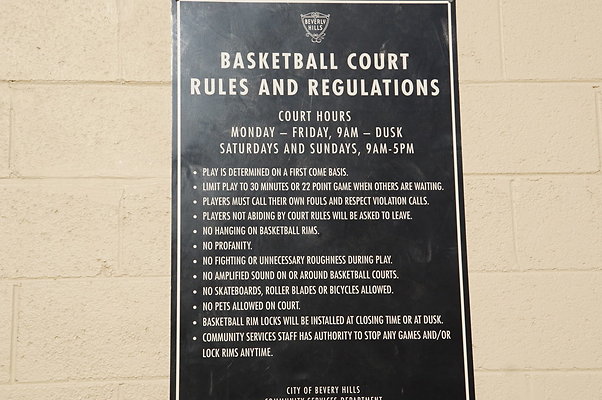 BEVERLY
HILLS
BASKETBALL COURT
RULES AND REGULATIONS
COURT HOURS
MONDAY – FRIDAY, 9AM – DUSK
SATURDAYS AND SUNDAYS, 9AM-5PM
• PLAY IS DETERMINED ON A FIRST COME BASIS.
• LIMIT PLAY TO 30 MINUTES OR 22 POINT GAME WHEN OTHERS ARE WAITING.
• PLAYERS MUST CALL THEIR OWN FOULS AND RESPECT VIOLATION CALLS.
• PLAYERS NOT ABIDING BY COURT RULES WILL BE ASKED TO LEAVE.
• NO HANGING ON BASKETBALL RIMS.
• NO PROFANITY.
• NO FIGHTING OR UNNECESSARY ROUGHNESS DURING PLAY.
• NO AMPLIFIED SOUND ON OR AROUND BASKETBALL COURTS.
• NO SKATEBOARDS, ROLLER BLADES OR BICYCLES ALLOWED.
• NO PETS ALLOWED ON COURT.
• BASKETBALL RIM LOCKS WILL BE INSTALLED AT CLOSING TIME OR AT DUSK.
• COMMUNITY SERVICES STAFF HAS AUTHORITY TO STOP ANY GAMES AND/OR
LOCK RIMS ANYTIME.
CITY OF BEVERY HILLS
COMMUNITY SERVICES DEPARTMENT